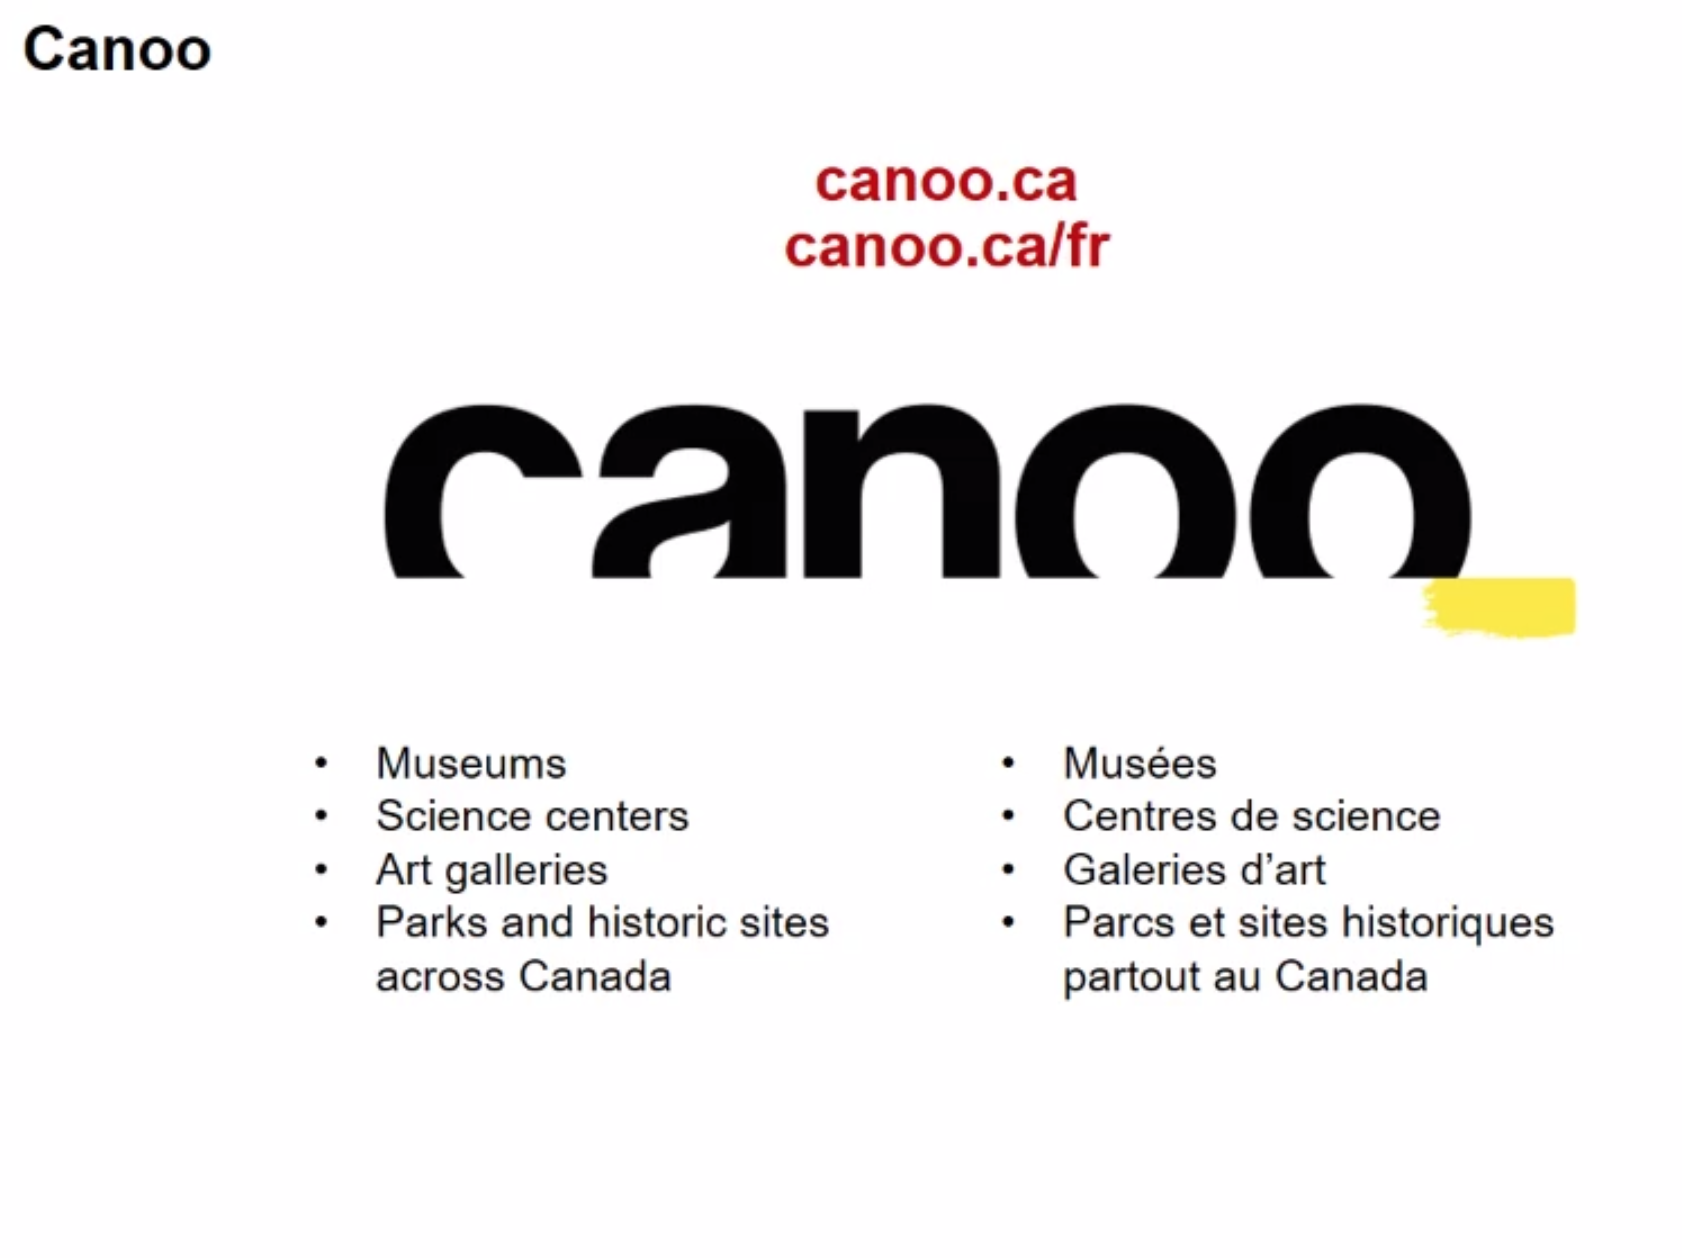 Canoo
canoo.ca
canoo.ca/fr
canoo
• Museums
• Science centers
• Art galleries
• Parks and historic sites
across Canada
• Musées
• Centres de science
• Galeries d’art
• Parcs et sites historiques
partout au Canada